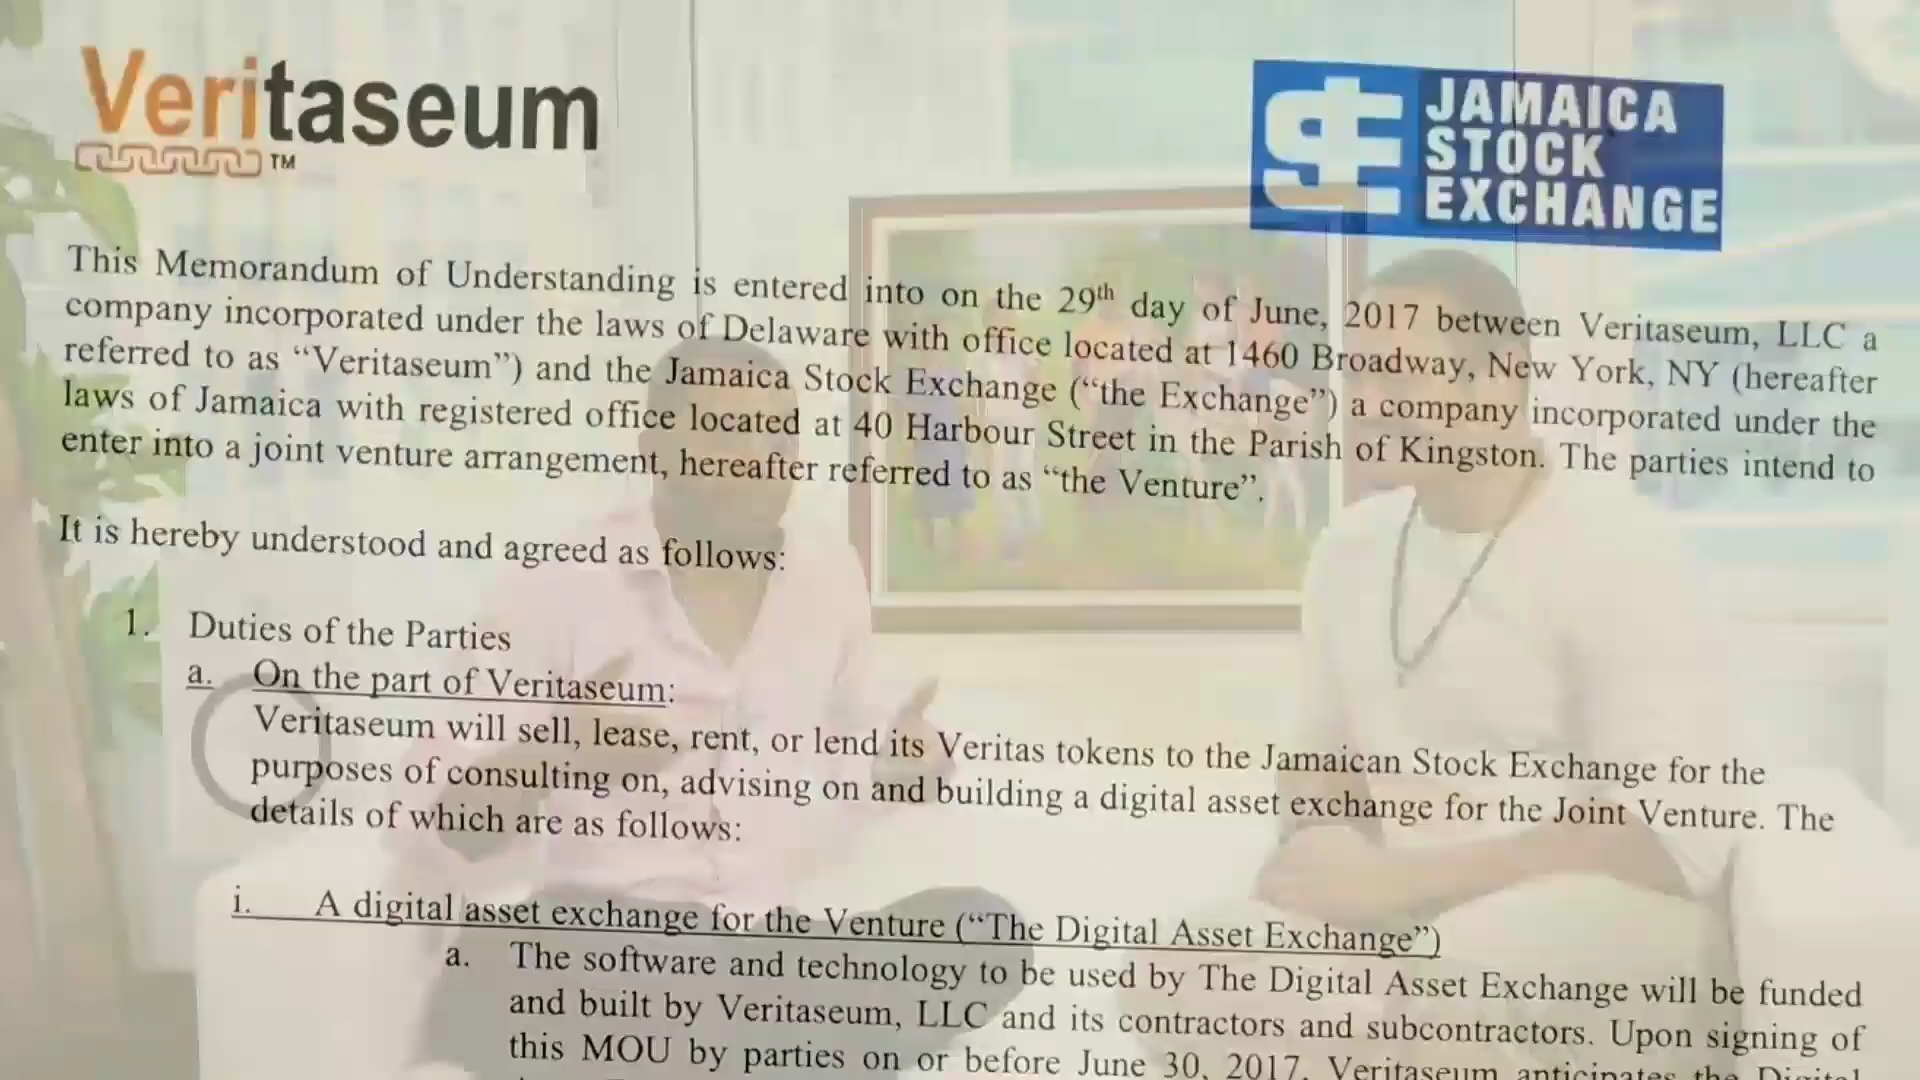 Veritaseum
TM
JAMAICA
STOCK
EXCHANGE
This Memorandum of Understanding is entered into on the 29th day of June, 2017 between Veritaseum, LLC a
company incorporated under the laws of Delaware with office located at 1460 Broadway, New York, NY (hereafter
referred to as “Veritaseum”) and the Jamaica Stock Exchange (“the Exchange”) a company incorporated under the
laws of Jamaica with registered office located at 40 Harbour Street in the Parish of Kingston. The parties intend to
enter into a joint venture arrangement, hereafter referred to as “the Venture”.
It is hereby understood and agreed as follows:
1. Duties of the Parties
a. On the part of Veritaseum:
Veritaseum will sell, lease, rent, or lend its Veritas tokens to the Jamaican Stock Exchange for the
purposes of consulting on, advising on and building a digital asset exchange for the Joint Venture. The
details of which are as follows:
i. A digital asset exchange for the Venture (“The Digital Asset Exchange”)
a. The software and technology to be used by The Digital Asset Exchange will be funded
and built by Veritaseum, LLC and its contractors and subcontractors. Upon signing of
this MOU by parties on or before June 30, 2017, Veritaseum anticipates the Digital